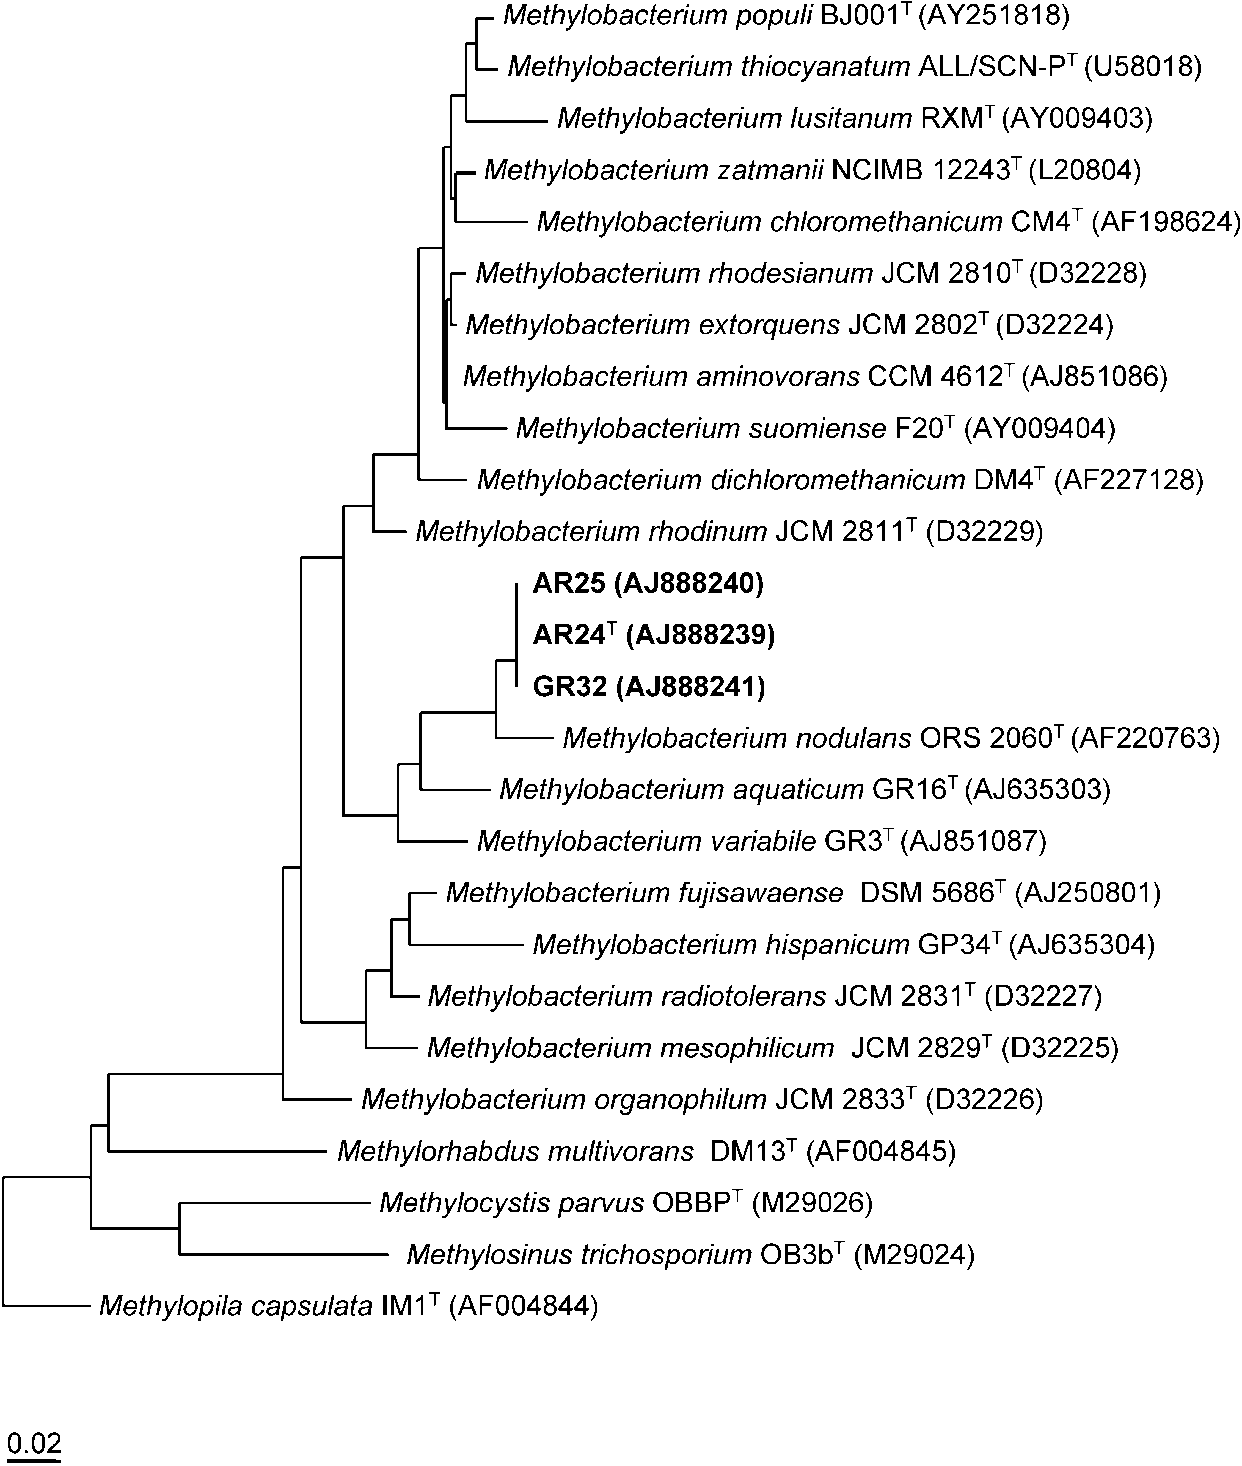 Methylobacterium populi BJ001ᵀ (AY251818)
Methylobacterium thiocyanatum ALL/SCN-Pᵀ (U58018)
Methylobacterium lusitanum RXMᵀ (AY009403)
Methylobacterium zatmanii NCIMB 12243ᵀ (L20804)
Methylobacterium chloromethanicum CM4ᵀ (AF198624)
Methylobacterium rhodesianum JCM 2810ᵀ (D32228)
Methylobacterium extorquens JCM 2802ᵀ (D32224)
Methylobacterium aminovorans CCM 4612ᵀ (AJ851086)
Methylobacterium suomiense F20ᵀ (AY009404)
Methylobacterium dichloromethanicum DM4ᵀ (AF227128)
Methylobacterium rhodinum JCM 2811ᵀ (D32229)
AR25 (AJ888240)
AR24ᵀ (AJ888239)
GR32 (AJ888241)
Methylobacterium nodulans ORS 2060ᵀ (AF220763)
Methylobacterium aquaticum GR16ᵀ (AJ635303)
Methylobacterium variabile GR3ᵀ (AJ851087)
Methylobacterium fujisawaense DSM 5686ᵀ (AJ250801)
Methylobacterium hispanicum GP34ᵀ (AJ635304)
Methylobacterium radiotolerans JCM 2831ᵀ (D32227)
Methylobacterium mesophilicum JCM 2829ᵀ (D32225)
Methylobacterium organophilum JCM 2833ᵀ (D32226)
Methylorhabdus multivorans DM13ᵀ (AF004845)
Methylocystis parvus OBBPᵀ (M29026)
Methylosinus trichosporium OB3bᵀ (M29024)
Methylopila capsulata IM1ᵀ (AF004844)
0.02